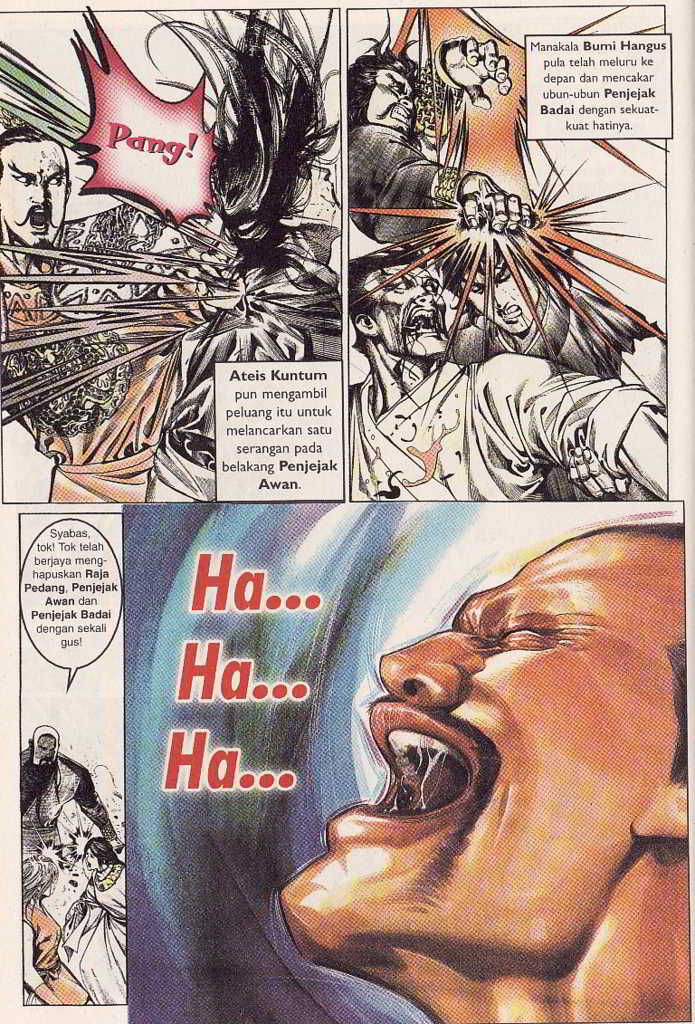 Pang!
Ateis Kuntum
pun mengambil
peluang itu untuk
melancarkan satu
serangan pada
belakang Penjejak
Awan.
Manakala Bumi Hangus
pula telah meluru ke
depan dan mencakar
ubun-ubun Penjejak
Badai dengan sekuat-
kuat hatinya.
Syabas,
tok! Tok telah
berjaya meng-
hapuskan Raja
Pedang, Penjejak
Awan dan
Penjejak Badai
dengan sekali
gus!
Ha...
Ha...
Ha...